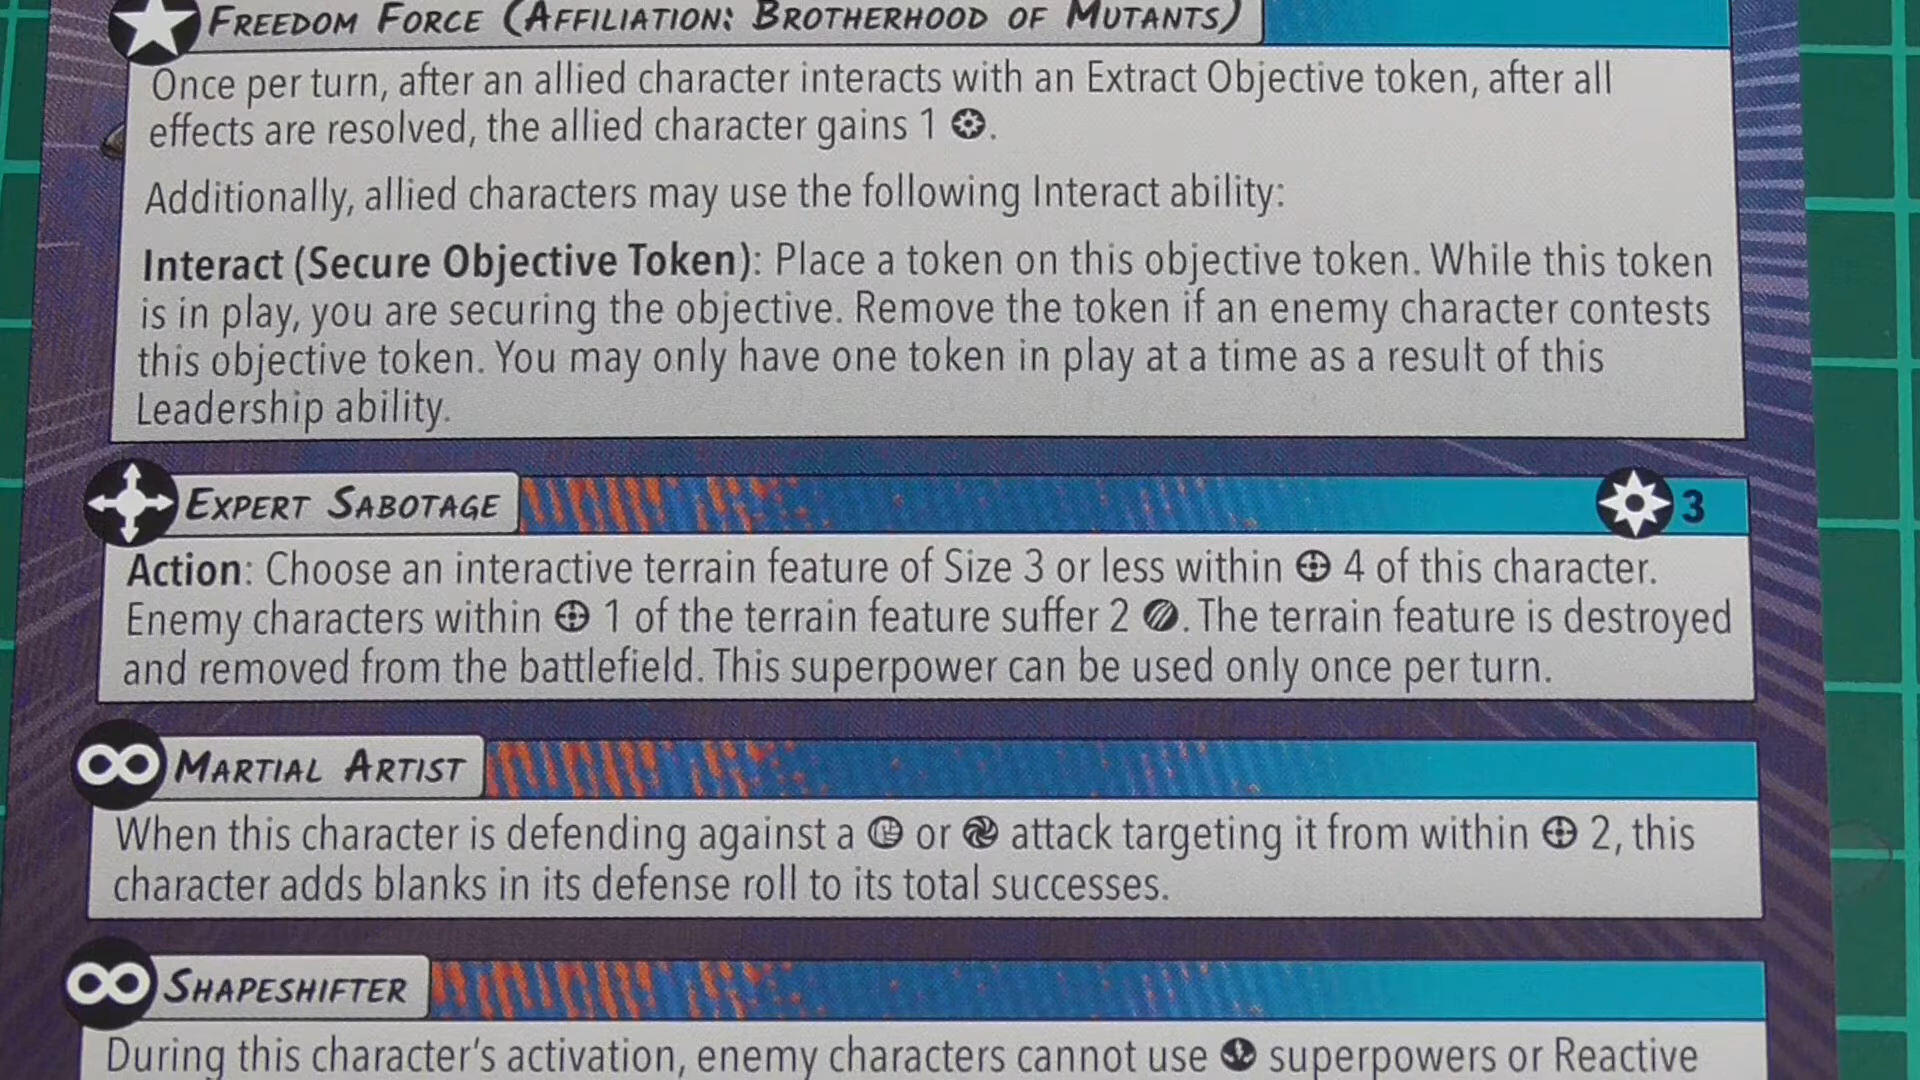 FREEDOM FORCE (AFFILIATION: BROTHERHOOD OF MUTANTS)
Once per turn, after an allied character interacts with an Extract Objective token, after all
effects are resolved, the allied character gains 1 .
Additionally, allied characters may use the following Interact ability:
Interact (Secure Objective Token): Place a token on this objective token. While this token
is in play, you are securing the objective. Remove the token if an enemy character contests
this objective token. You may only have one token in play at a time as a result of this
Leadership ability.
EXPERT SABOTAGE 3
Action: Choose an interactive terrain feature of Size 3 or less within 4 of this character.
Enemy characters within 1 of the terrain feature suffer 2 . The terrain feature is destroyed
and removed from the battlefield. This superpower can be used only once per turn.
MARTIAL ARTIST
When this character is defending against a or attack targeting it from within 2, this
character adds blanks in its defense roll to its total successes.
SHAPESHIFTER
During this character's activation, enemy characters cannot use superpowers or Reactive